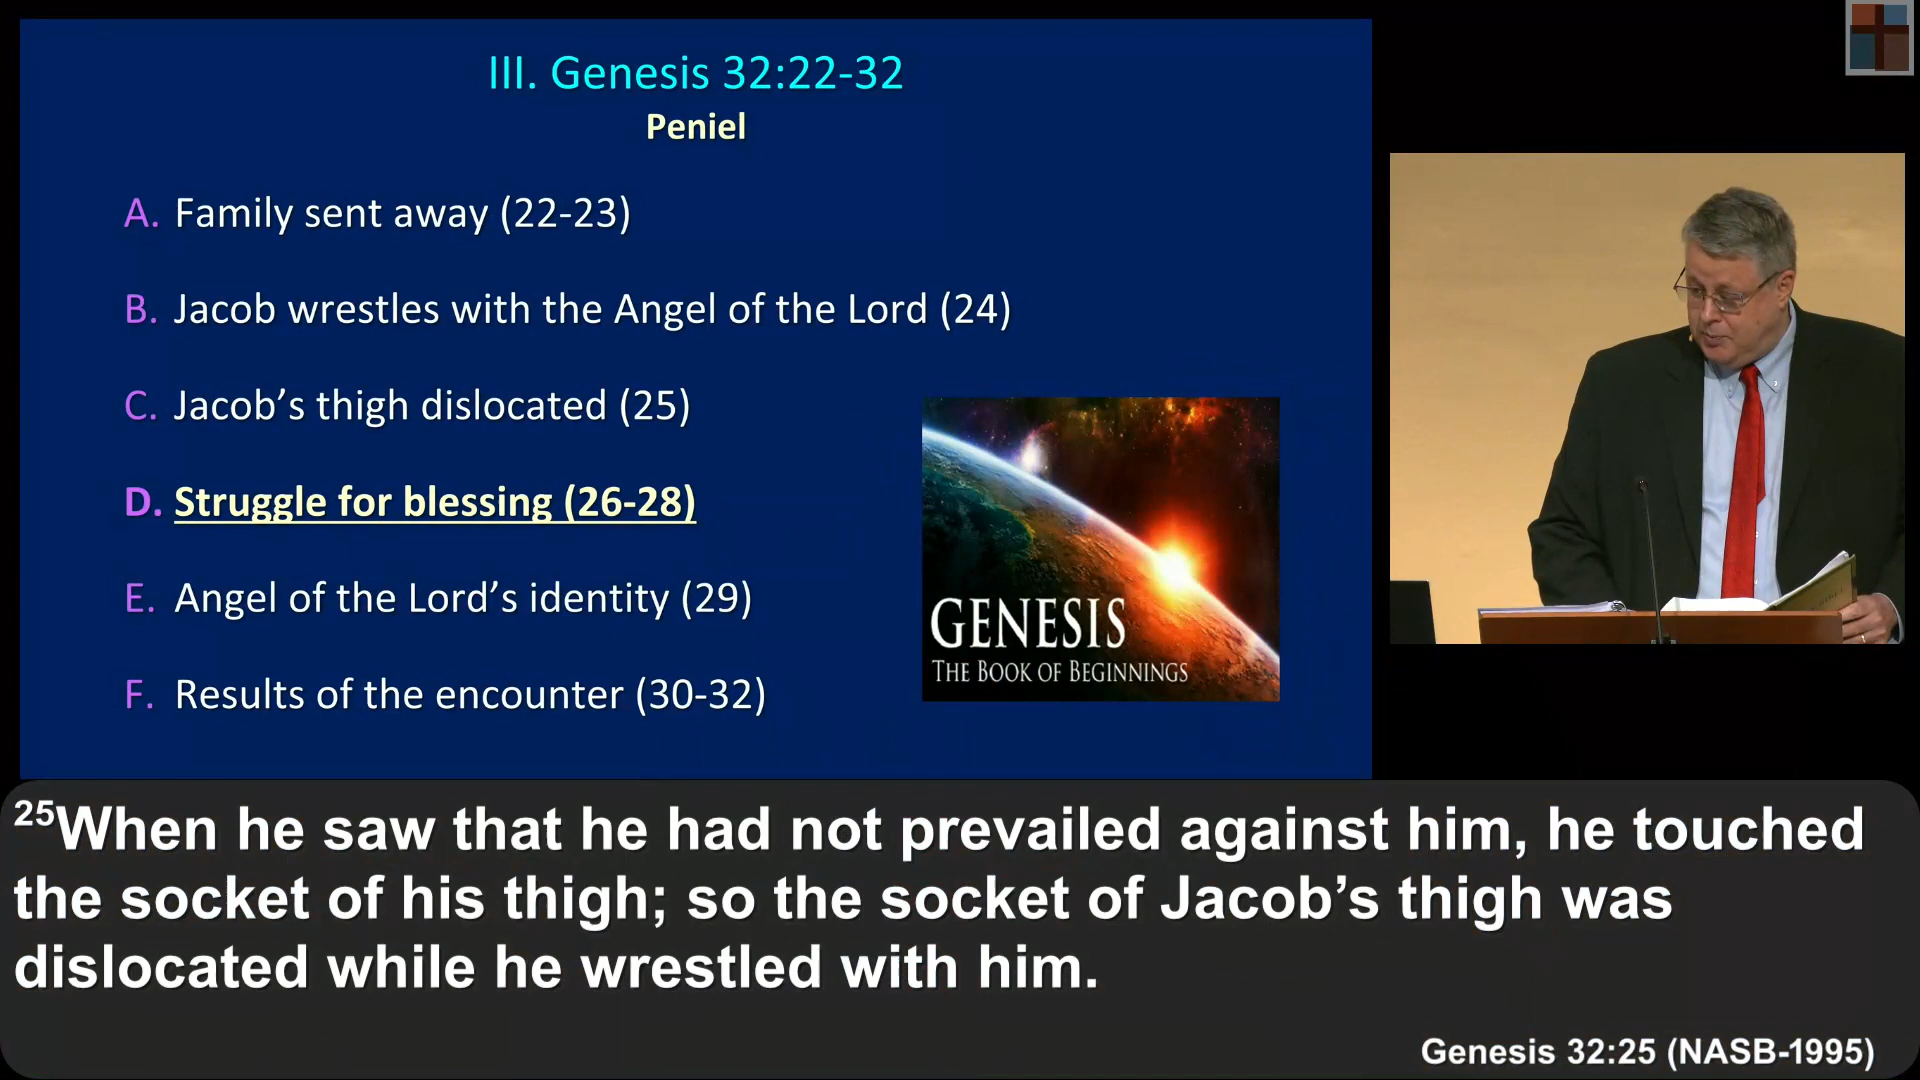 III. Genesis 32:22-32
Peniel
A. Family sent away (22-23)
B. Jacob wrestles with the Angel of the Lord (24)
C. Jacob’s thigh dislocated (25)
D. Struggle for blessing (26-28)
E. Angel of the Lord’s identity (29)
F. Results of the encounter (30-32)
GENESIS
THE BOOK OF BEGINNINGS
25When he saw that he had not prevailed against him, he touched
the socket of his thigh; so the socket of Jacob’s thigh was
dislocated while he wrestled with him.
Genesis 32:25 (NASB-1995)